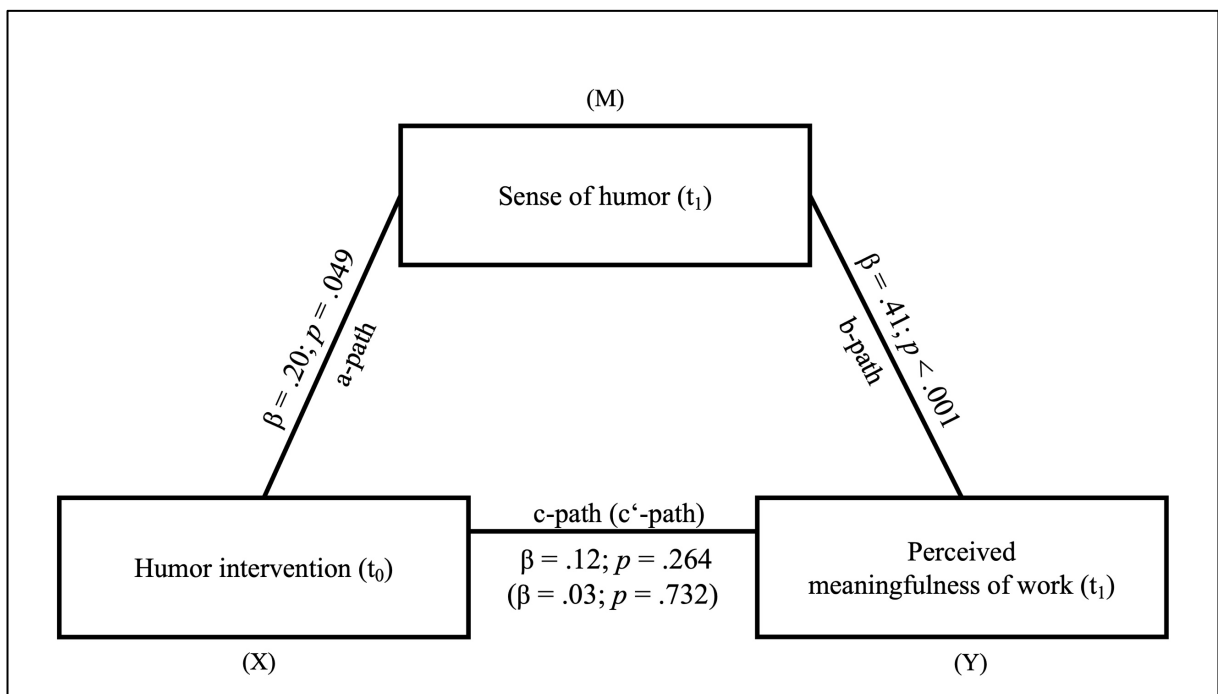 (M)
Sense of humor (t₁)
β = .20; p = .049
a-path
β = .41; p < .001
b-path
Humor intervention (t₀)
(X)
c-path (c‘-path)
β = .12; p = .264
(β = .03; p = .732)
Perceived
meaningfulness of work (t₁)
(Y)